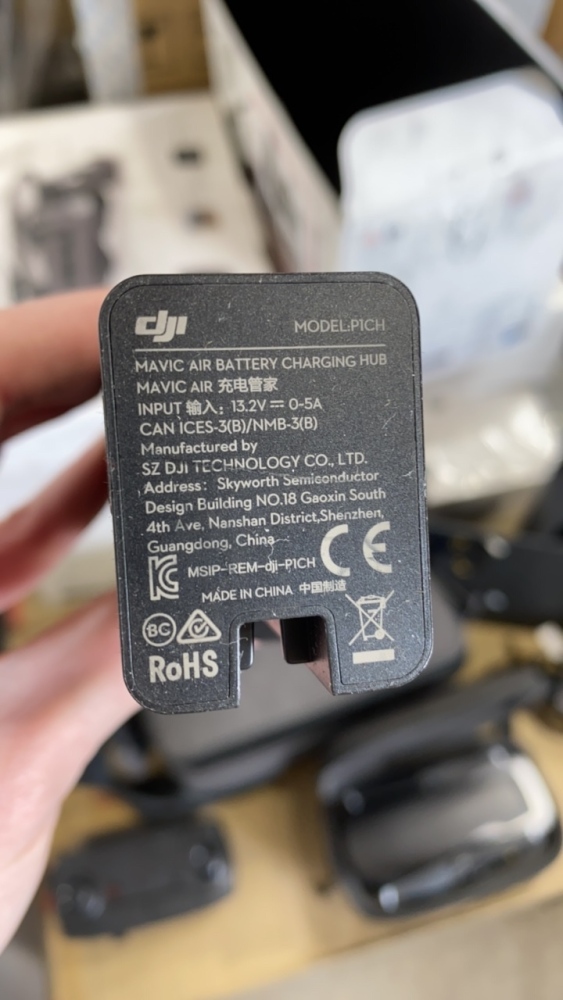 dji
MODEL:P1CH
MAVIC AIR BATTERY CHARGING HUB
MAVIC AIR 充电管家
INPUT 输入: 13.2V ⎓ 0-5A
CAN ICES-3(B)/NMB-3(B)
Manufactured by
SZ DJI TECHNOLOGY CO., LTD.
Address: Skyworth Semiconductor
Design Building NO.18 Gaoxin South
4th Ave, Nanshan District,Shenzhen,
Guangdong, China
CE
MSIP-REM-dji-P1CH
MADE IN CHINA 中国制造
BC
RoHS